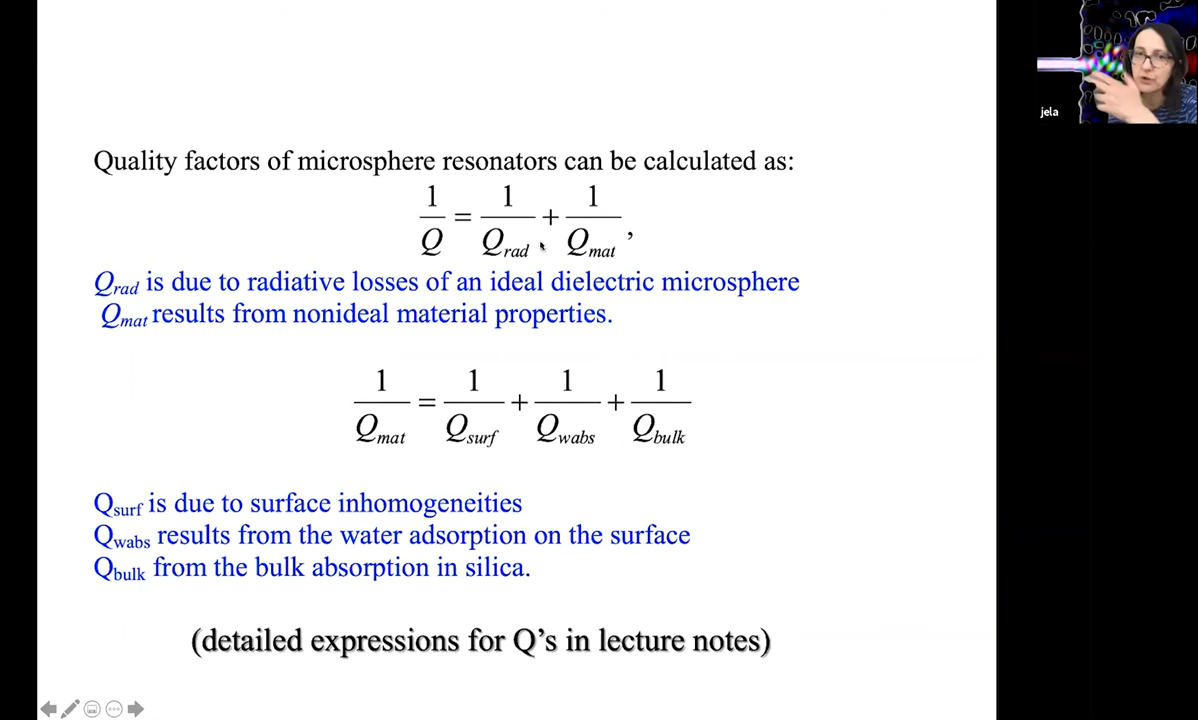 Quality factors of microsphere resonators can be calculated as:
1/Q = 1/Q_rad + 1/Q_mat ,
Q_rad is due to radiative losses of an ideal dielectric microsphere
Q_mat results from nonideal material properties.
1/Q_mat = 1/Q_surf + 1/Q_wabs + 1/Q_bulk
Q_surf is due to surface inhomogeneities
Q_wabs results from the water adsorption on the surface
Q_bulk from the bulk absorption in silica.
(detailed expressions for Q’s in lecture notes)
jela